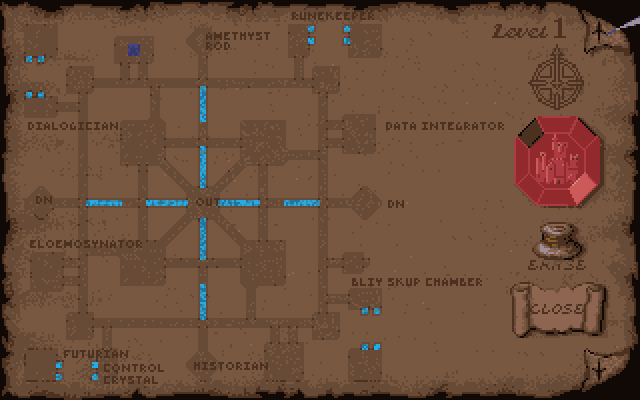 RUNEKEEPER
Level 1
AMETHYST
ROD
DIALOGICIAN
DATA INTEGRATOR
DN
OUT
DN
ELOEMOSYNATOR
ERASE
BLIY SKUP CHAMBER
CLOSE
FUTURIAN
CONTROL
CRYSTAL
HISTORIAN